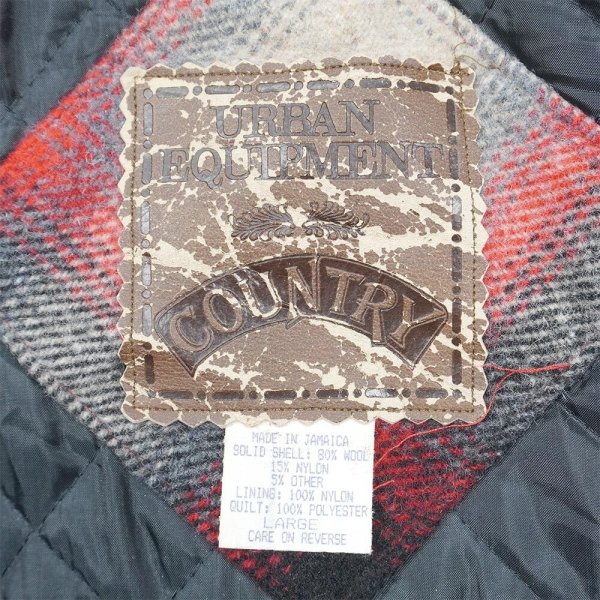 URBAN
EQUIPMENT
COUNTRY
MADE IN JAMAICA
SOLID SHELL: 80% WOOL
15% NYLON
5% OTHER
LINING: 100% NYLON
QUILT: 100% POLYESTER
LARGE
CARE ON REVERSE